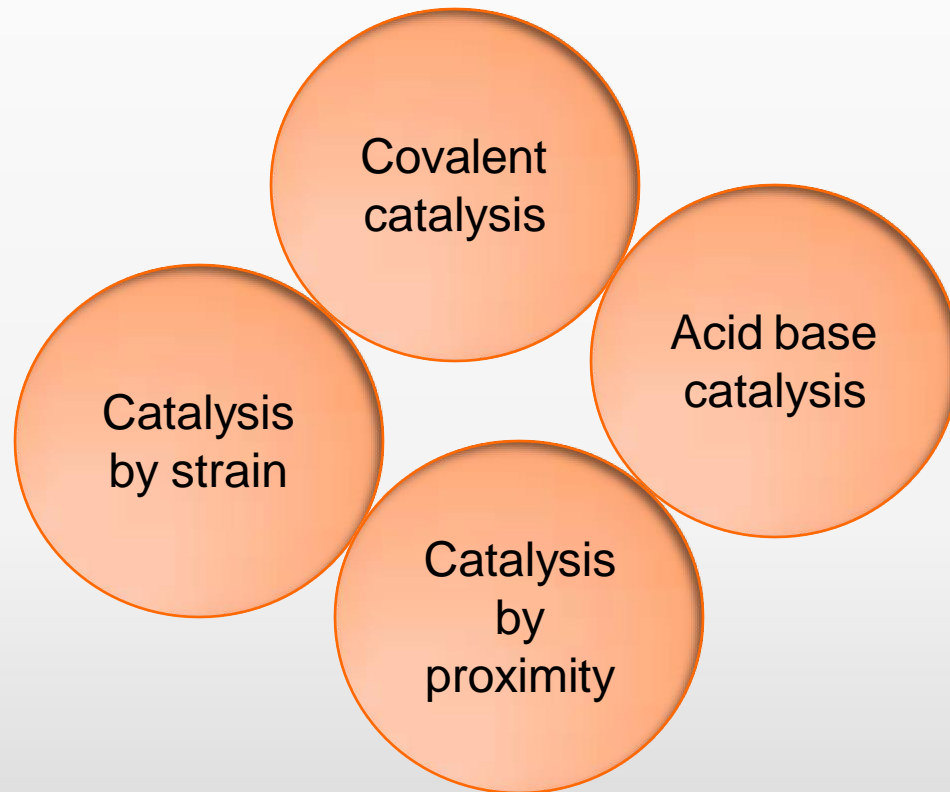 Covalent
catalysis
Acid base
catalysis
Catalysis
by strain
Catalysis
by
proximity